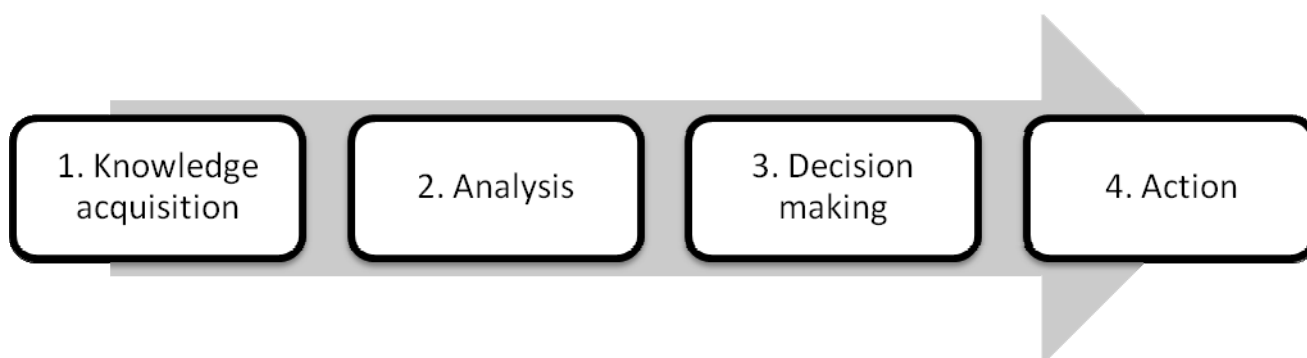 1. Knowledge
acquisition
2. Analysis
3. Decision
making
4. Action